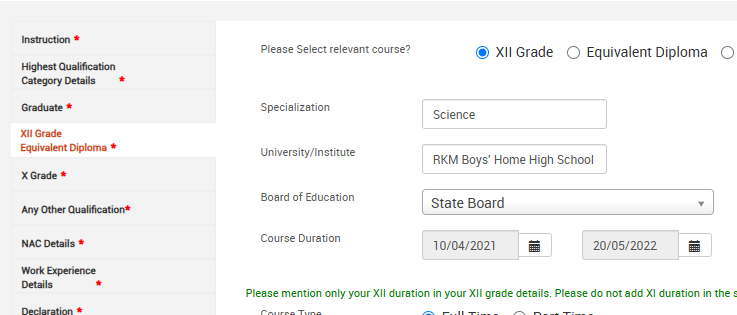 Instruction *
Highest Qualification
Category Details *
Graduate *
XII Grade
Equivalent Diploma *
X Grade *
Any Other Qualification*
NAC Details *
Work Experience
Details *
Declaration *
Please Select relevant course?
XII Grade
Equivalent Diploma
Specialization
Science
University/Institute
RKM Boys' Home High School
Board of Education
State Board
Course Duration
10/04/2021
20/05/2022
Please mention only your XII duration in your XII grade details. Please do not add XI duration in the s
Course Type
Full Time
Part Time